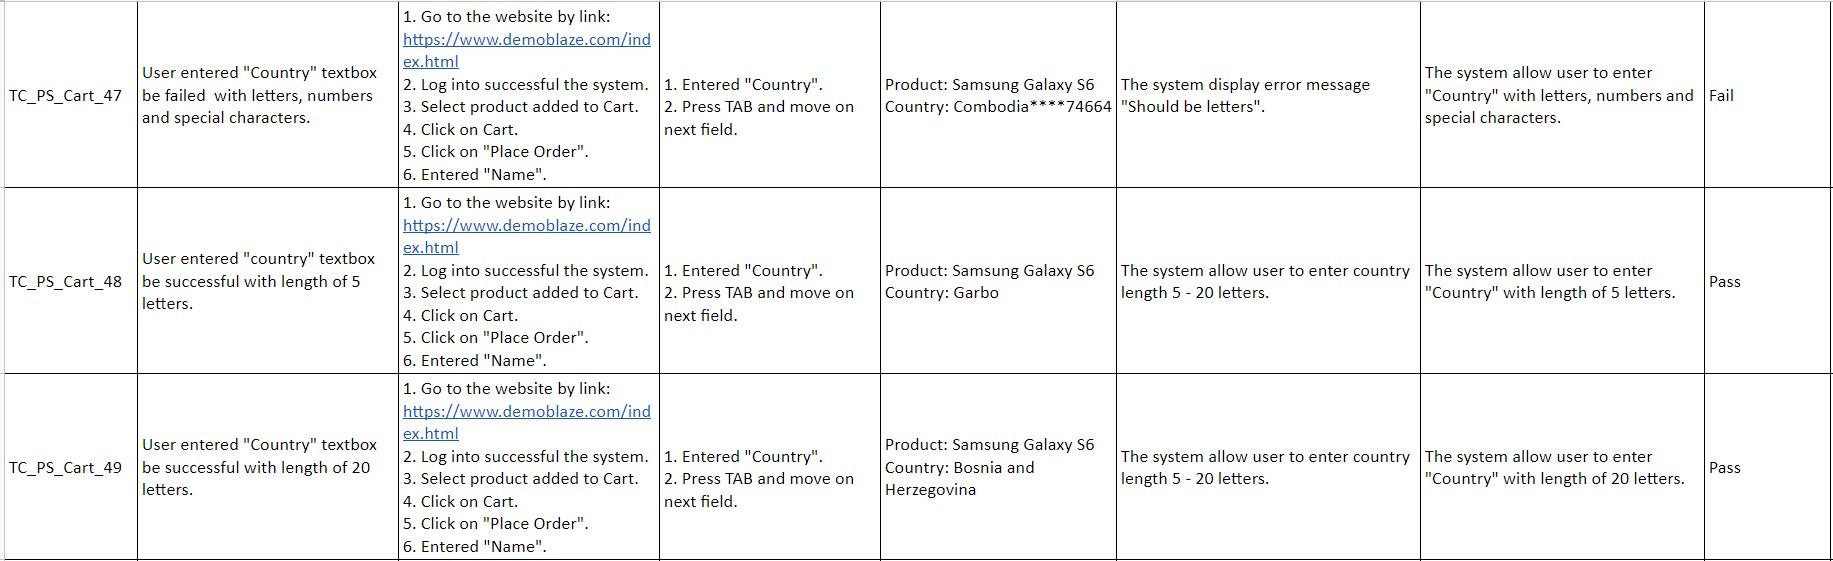 TC_PS_Cart_47
User entered "Country" textbox
be failed  with letters, numbers
and special characters.
1. Go to the website by link:
https://www.demoblaze.com/ind
ex.html
2. Log into successful the system.
3. Select product added to Cart.
4. Click on Cart.
5. Click on "Place Order".
6. Entered "Name".
1. Entered "Country".
2. Press TAB and move on
next field.
Product: Samsung Galaxy S6
Country: Combodia****74664
The system display error message
"Should be letters".
The system allow user to enter
"Country" with letters, numbers and
special characters.
Fail
TC_PS_Cart_48
User entered "country" textbox
be successful with length of 5
letters.
1. Go to the website by link:
https://www.demoblaze.com/ind
ex.html
2. Log into successful the system.
3. Select product added to Cart.
4. Click on Cart.
5. Click on "Place Order".
6. Entered "Name".
1. Entered "Country".
2. Press TAB and move on
next field.
Product: Samsung Galaxy S6
Country: Garbo
The system allow user to enter country
length 5 - 20 letters.
The system allow user to enter
"Country" with length of 5 letters.
Pass
TC_PS_Cart_49
User entered "Country" textbox
be successful with length of 20
letters.
1. Go to the website by link:
https://www.demoblaze.com/ind
ex.html
2. Log into successful the system.
3. Select product added to Cart.
4. Click on Cart.
5. Click on "Place Order".
6. Entered "Name".
1. Entered "Country".
2. Press TAB and move on
next field.
Product: Samsung Galaxy S6
Country: Bosnia and
Herzegovina
The system allow user to enter country
length 5 - 20 letters.
The system allow user to enter
"Country" with length of 20 letters.
Pass